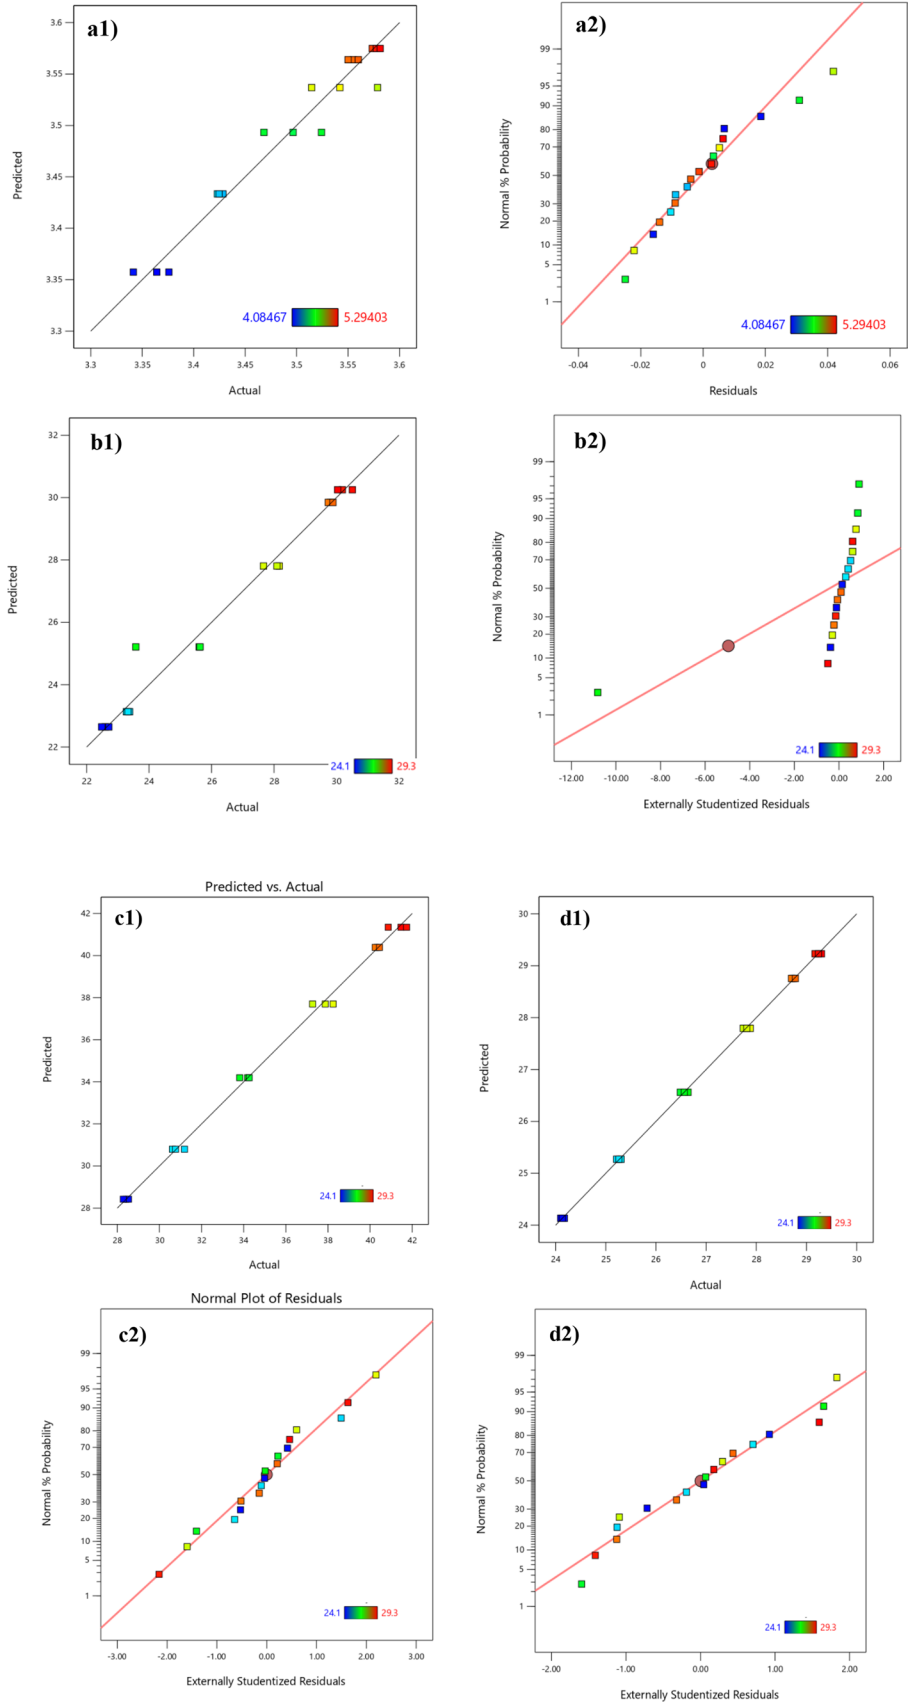 a1)
3.6
3.55
3.5
3.45
3.4
3.35
3.3
Predicted
4.08467 5.29403
3.3 3.35 3.4 3.45 3.5 3.55 3.6
Actual
a2)
99
95
90
80
70
50
30
20
10
5
1
Normal % Probability
4.08467 5.29403
-0.04 -0.02 0 0.02 0.04 0.06
Residuals
b1)
32
30
28
26
24
22
Predicted
24.1 29.3
22 24 26 28 30 32
Actual
b2)
99
95
90
80
70
50
30
20
10
5
1
Normal % Probability
24.1 29.3
-12.00 -10.00 -8.00 -6.00 -4.00 -2.00 0.00 2.00
Externally Studentized Residuals
Predicted vs. Actual
c1)
42
40
38
36
34
32
30
28
Predicted
24.1 29.3
28 30 32 34 36 38 40 42
Actual
d1)
30
29
28
27
26
25
24
Predicted
24.1 29.3
24 25 26 27 28 29 30
Actual
Normal Plot of Residuals
c2)
99
95
90
80
70
50
30
20
10
5
1
Normal % Probability
24.1 29.3
-3.00 -2.00 -1.00 0.00 1.00 2.00 3.00
Externally Studentized Residuals
d2)
99
95
90
80
70
50
30
20
10
5
1
Normal % Probability
24.1 29.3
-2.00 -1.00 0.00 1.00 2.00
Externally Studentized Residuals